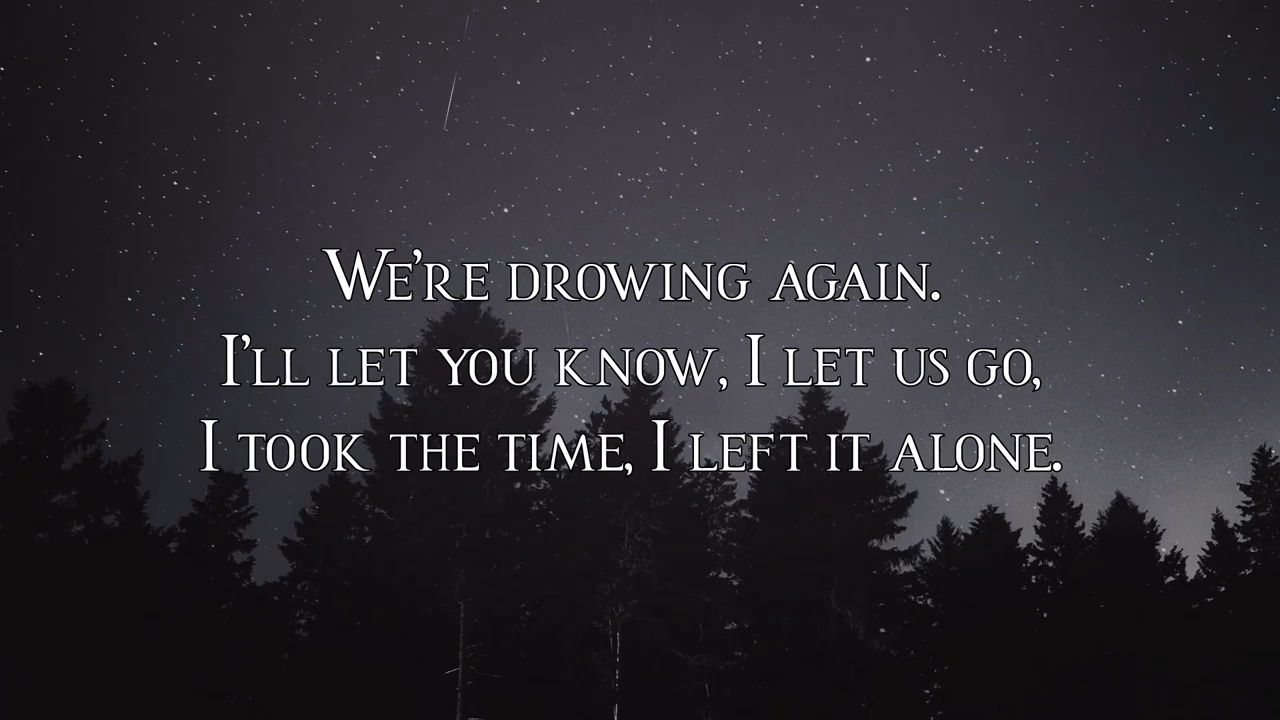 We're drowing again.
I'll let you know, I let us go,
I took the time, I left it alone.